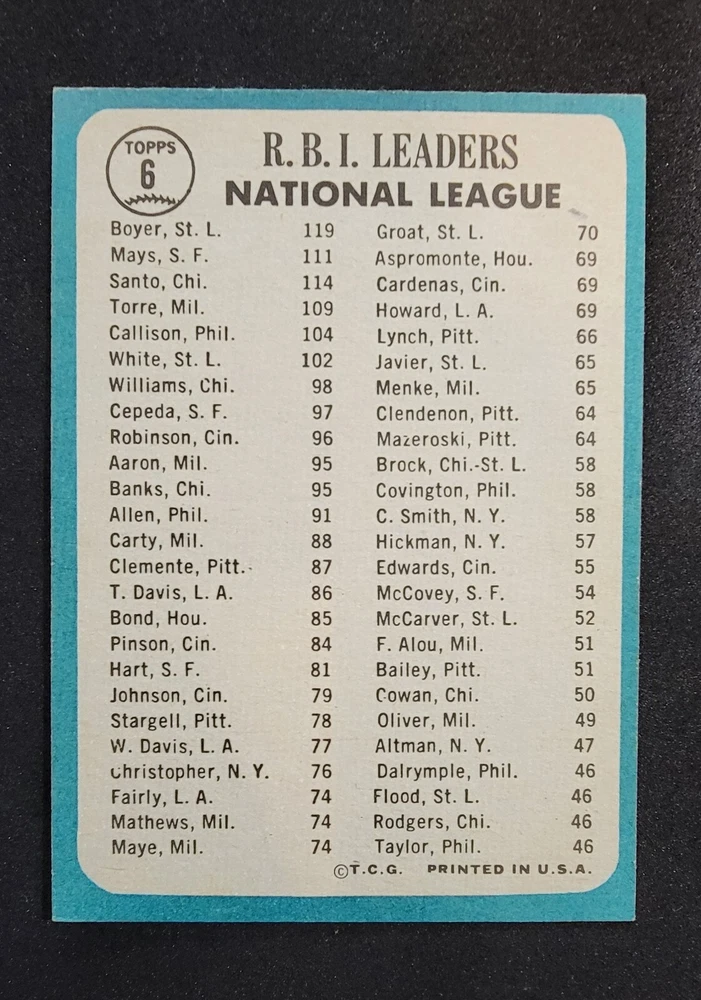 TOPPS
6
R.B.I. LEADERS
NATIONAL LEAGUE
Boyer, St. L. 119
Mays, S. F. 111
Santo, Chi. 114
Torre, Mil. 109
Callison, Phil. 104
White, St. L. 102
Williams, Chi. 98
Cepeda, S. F. 97
Robinson, Cin. 96
Aaron, Mil. 95
Banks, Chi. 95
Allen, Phil. 91
Carty, Mil. 88
Clemente, Pitt. 87
T. Davis, L. A. 86
Bond, Hou. 85
Pinson, Cin. 84
Hart, S. F. 81
Johnson, Cin. 79
Stargell, Pitt. 78
W. Davis, L. A. 77
Christopher, N. Y. 76
Fairly, L. A. 74
Mathews, Mil. 74
Maye, Mil. 74
Groat, St. L. 70
Aspromonte, Hou. 69
Cardenas, Cin. 69
Howard, L. A. 69
Lynch, Pitt. 66
Javier, St. L. 65
Menke, Mil. 65
Clendenon, Pitt. 64
Mazeroski, Pitt. 64
Brock, Chi.-St. L. 58
Covington, Phil. 58
C. Smith, N. Y. 58
Hickman, N. Y. 57
Edwards, Cin. 55
McCovey, S. F. 54
McCarver, St. L. 52
F. Alou, Mil. 51
Bailey, Pitt. 51
Cowan, Chi. 50
Oliver, Mil. 49
Altman, N. Y. 47
Dalrymple, Phil. 46
Flood, St. L. 46
Rodgers, Chi. 46
Taylor, Phil. 46
©T.C.G. PRINTED IN U.S.A.